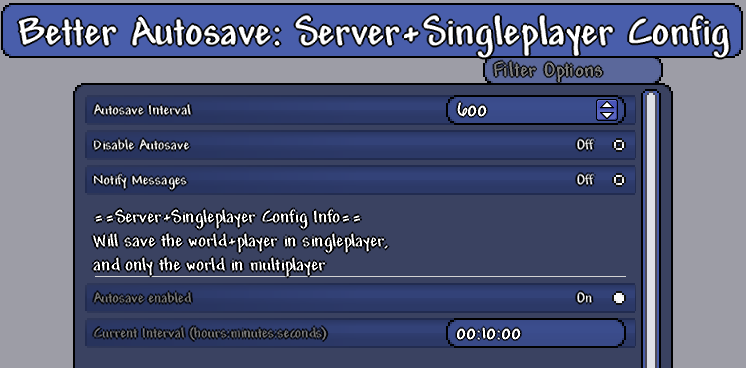 Better Autosave: Server+Singleplayer Config
Filter Options
Autosave Interval 600
Disable Autosave Off
Notify Messages Off
==Server+Singleplayer Config Info==
Will save the world+player in singleplayer,
and only the world in multiplayer
Autosave enabled On
Current Interval (hours:minutes:seconds) 00:10:00